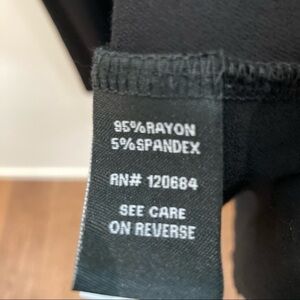 95%RAYON
5%SPANDEX
RN# 120684
SEE CARE
ON REVERSE